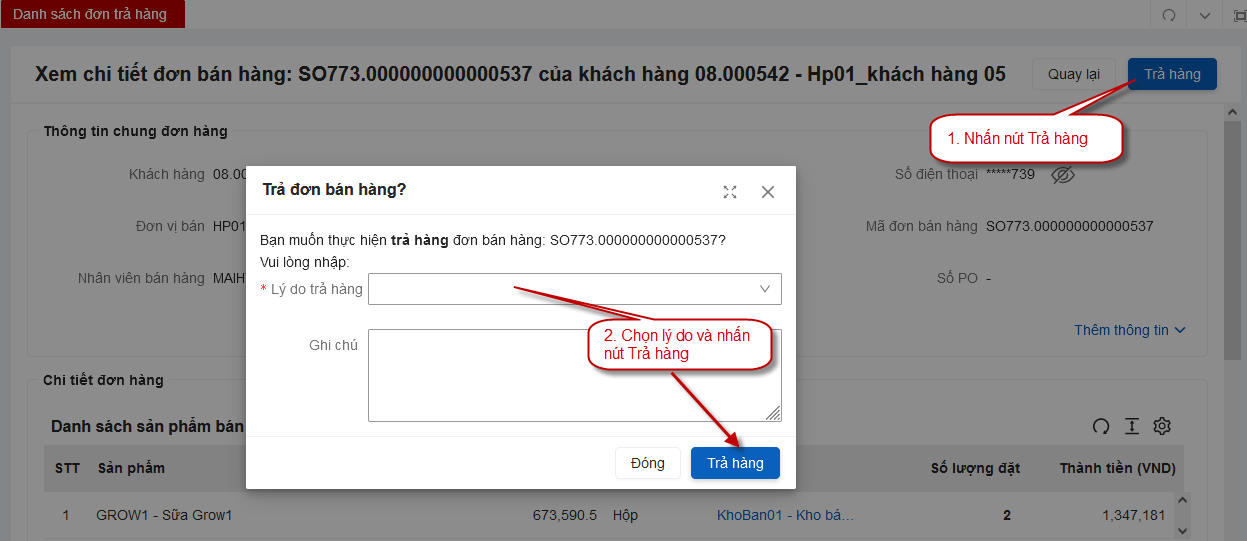 Danh sách đơn trả hàng
Xem chi tiết đơn bán hàng: SO773.000000000000537 của khách hàng 08.000542 - Hp01_khách hàng 05
Quay lại
Trả hàng
Thông tin chung đơn hàng
1. Nhấn nút Trả hàng
Khách hàng 08.00
Số điện thoại *****739
Đơn vị bán HP01
Mã đơn bán hàng SO773.000000000000537
Nhân viên bán hàng MAIH
Số PO -
Thêm thông tin
Trả đơn bán hàng?
Bạn muốn thực hiện trả hàng đơn bán hàng: SO773.000000000000537?
Vui lòng nhập:
* Lý do trả hàng
2. Chọn lý do và nhấn
nút Trả hàng
Ghi chú
Đóng
Trả hàng
Chi tiết đơn hàng
Danh sách sản phẩm bán
STT Sản phẩm Số lượng đặt Thành tiền (VND)
1 GROW1 - Sữa Grow1 673,590.5 Hộp KhoBan01 - Kho bá... 2 1,347,181